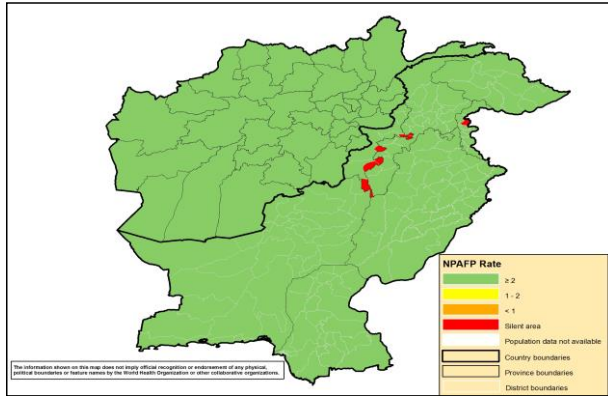 NPAFP Rate
≥ 2
1 - 2
< 1
Silent area
Population data not available
Country boundaries
Province boundaries
District boundaries
The information shown on this map does not imply official recognition or endorsement of any physical,
political boundaries or feature names by the World Health Organization or other collaborative organizations.